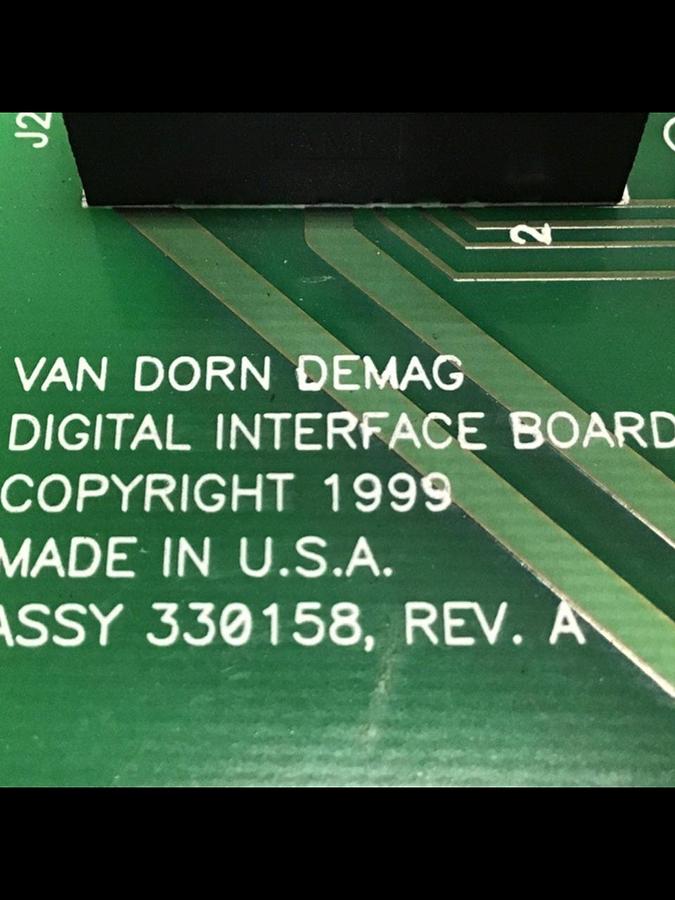 J2
2
VAN DORN DEMAG
DIGITAL INTERFACE BOARD
COPYRIGHT 1999
MADE IN U.S.A.
ASSY 330158, REV. A